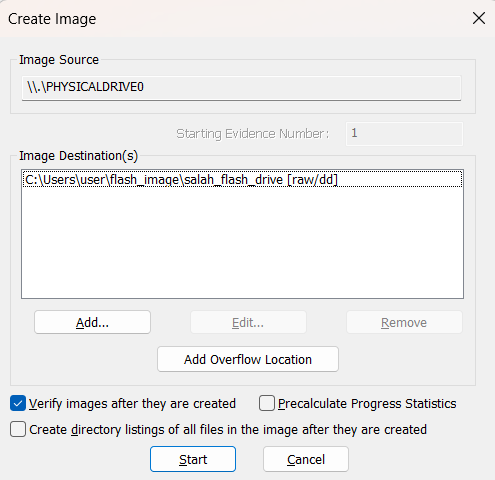 Create Image
Image Source
\\.\PHYSICALDRIVE0
Starting Evidence Number: 1
Image Destination(s)
C:\Users\user\flash_image\salah_flash_drive [raw/dd]
Add... Edit... Remove
Add Overflow Location
Verify images after they are created Precalculate Progress Statistics
Create directory listings of all files in the image after they are created
Start Cancel